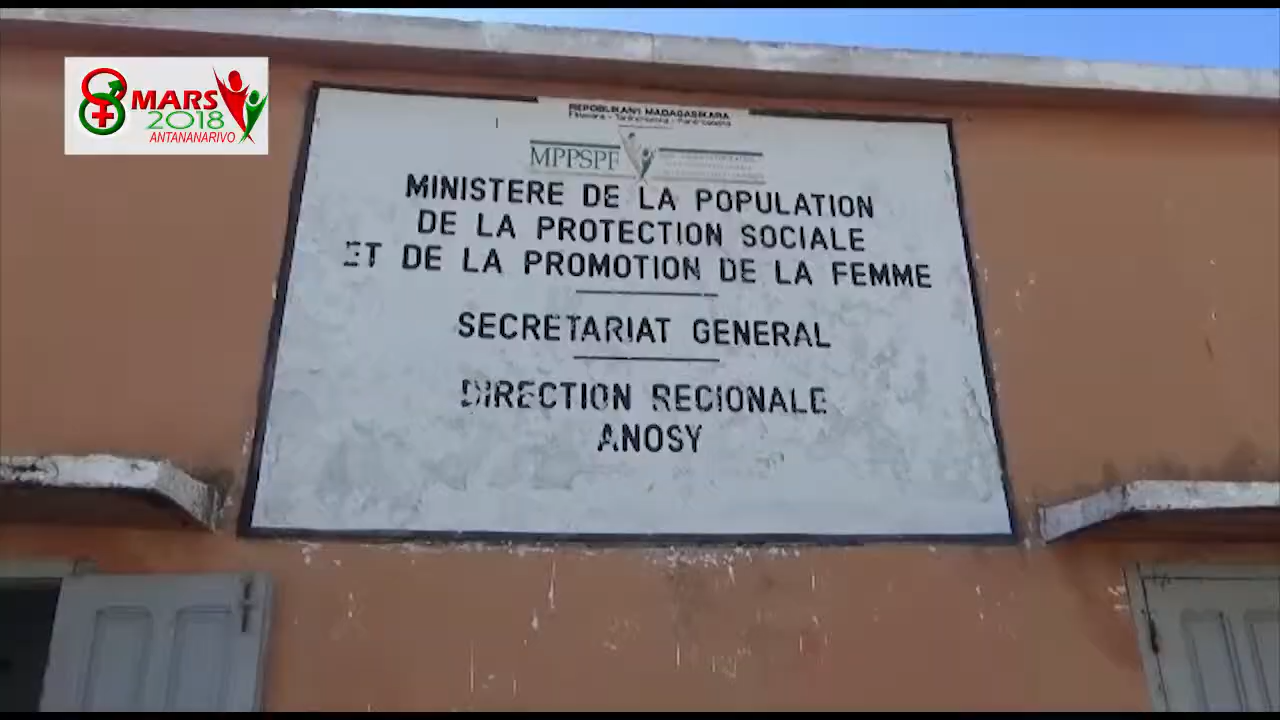 8 MARS
2018
ANTANANARIVO
REPOBLIKAN'I MADAGASIKARA
MPPSPF
MINISTERE DE LA POPULATION
DE LA PROTECTION SOCIALE
ET DE LA PROMOTION DE LA FEMME
SECRETARIAT GENERAL
DIRECTION REGIONALE
ANOSY